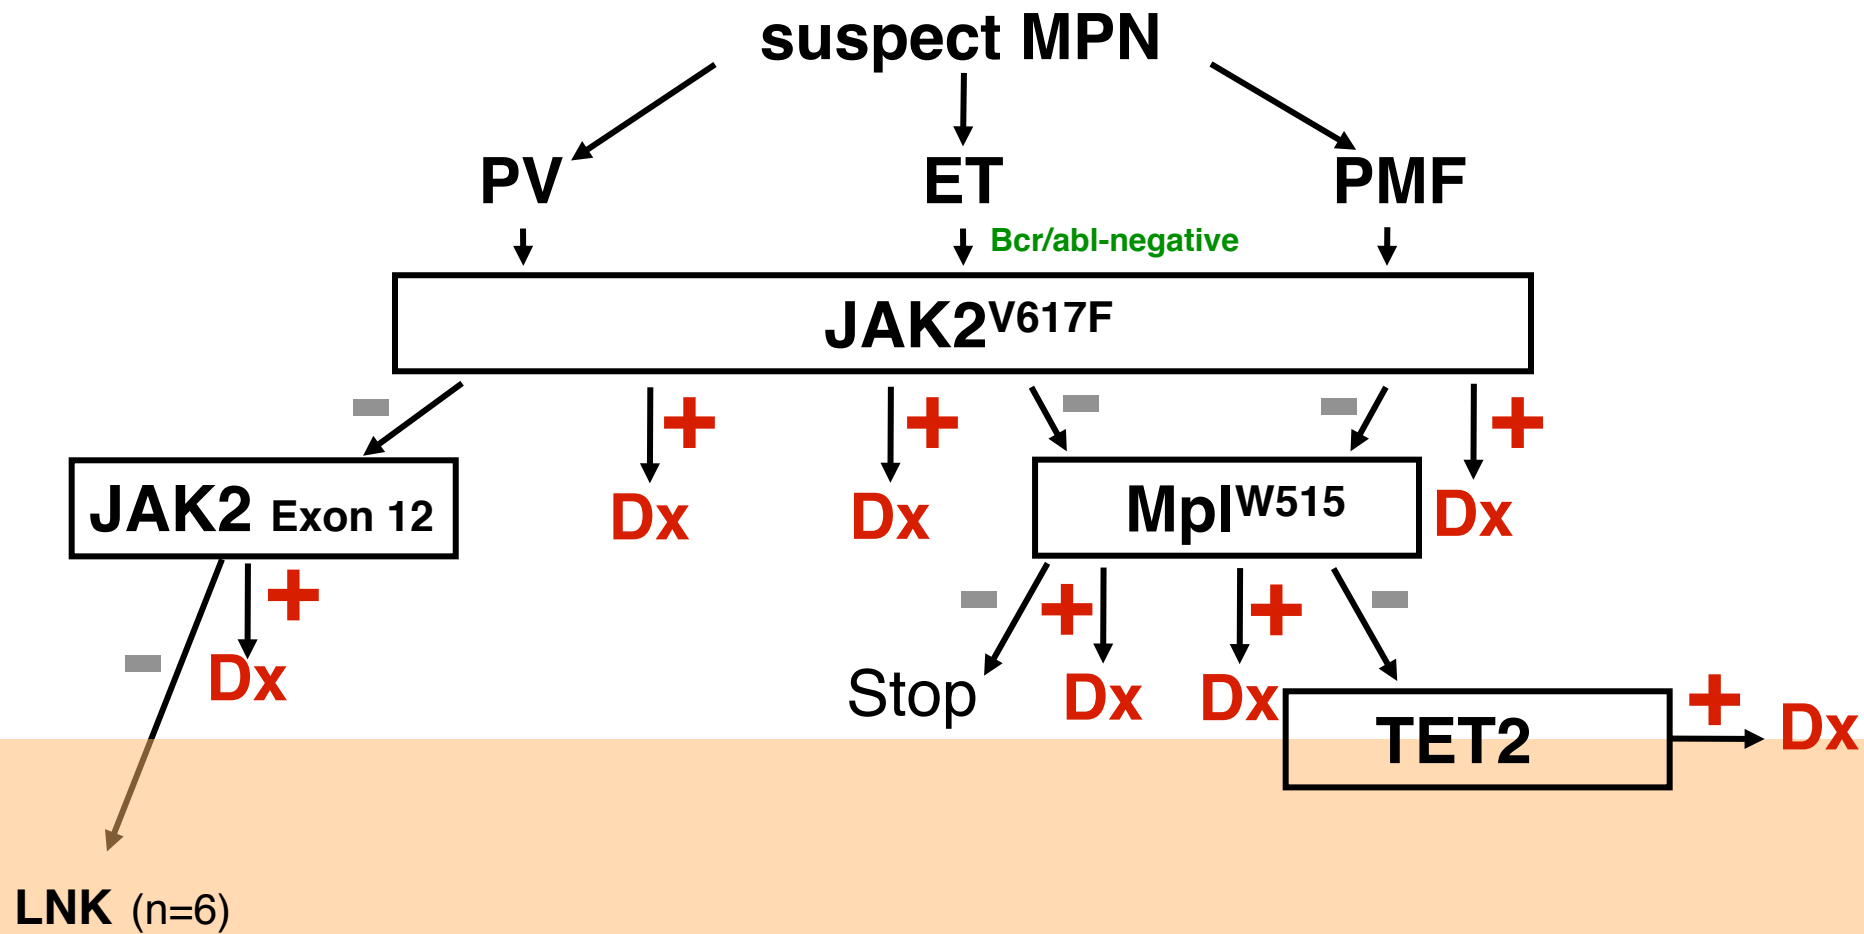 suspect MPN
PV ET PMF
Bcr/abl-negative
JAK2V617F
- + + - - +
JAK2 Exon 12 Dx Dx MplW515 Dx
+ - + + -
- Dx Stop Dx Dx TET2 + Dx
LNK (n=6)